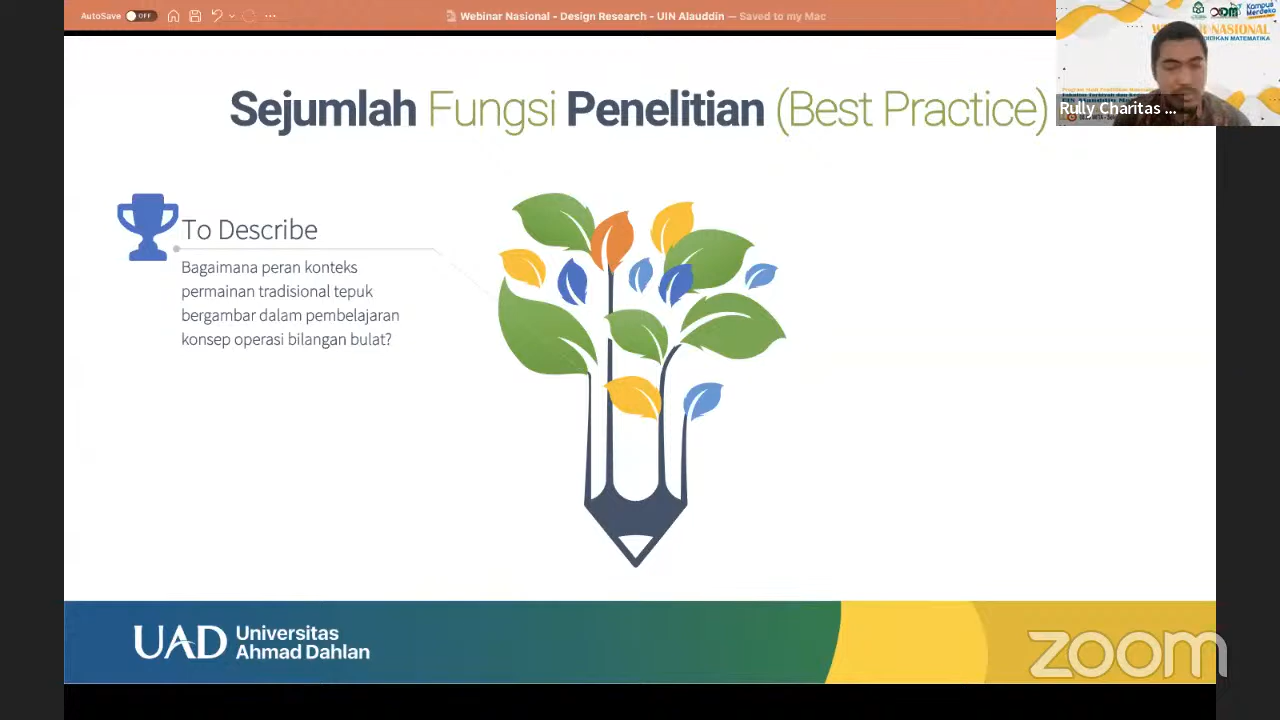 AutoSave OFF
Webinar Nasional - Design Research - UIN Alauddin — Saved to my Mac
Kampus
Merdeka
NASIONAL
DIKAN MATEMATIKA
Rully Charitas ...
Sejumlah Fungsi Penelitian (Best Practice)
To Describe
Bagaimana peran konteks
permainan tradisional tepuk
bergambar dalam pembelajaran
konsep operasi bilangan bulat?
UAD Universitas
Ahmad Dahlan
zoom